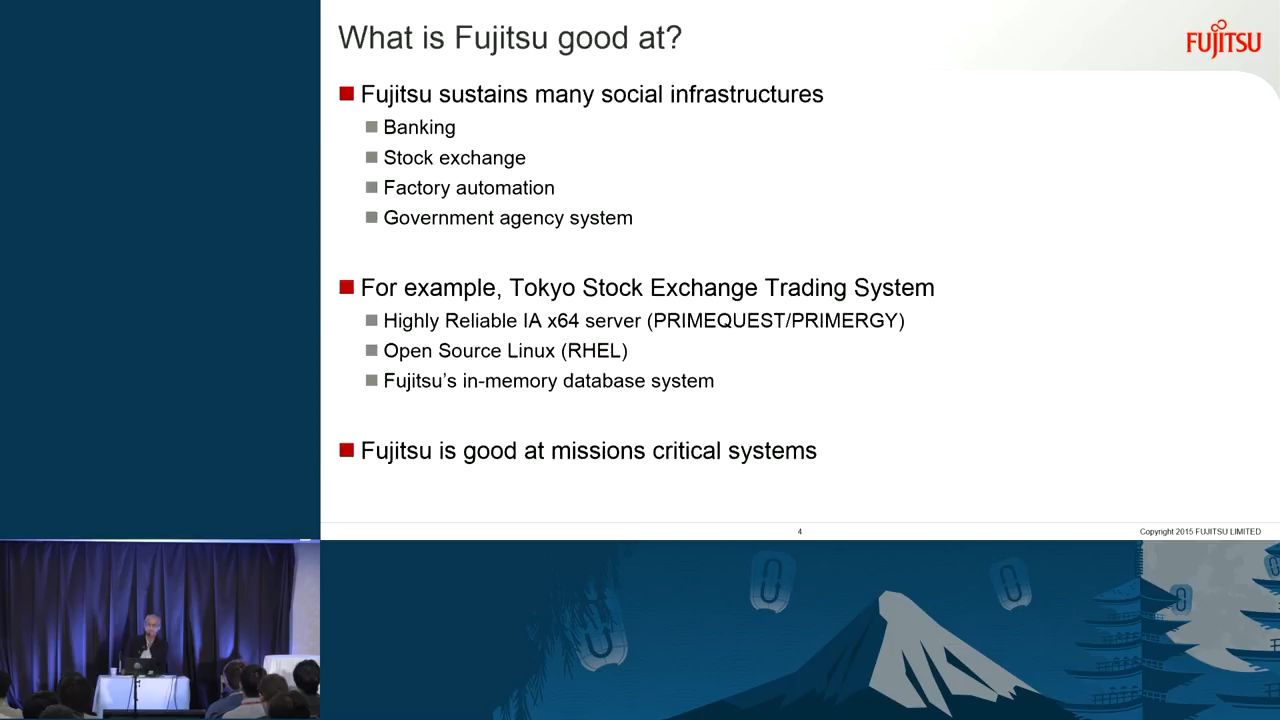 What is Fujitsu good at?
FUJITSU
Fujitsu sustains many social infrastructures
Banking
Stock exchange
Factory automation
Government agency system
For example, Tokyo Stock Exchange Trading System
Highly Reliable IA x64 server (PRIMEQUEST/PRIMERGY)
Open Source Linux (RHEL)
Fujitsu's in-memory database system
Fujitsu is good at missions critical systems
4
Copyright 2015 FUJITSU LIMITED